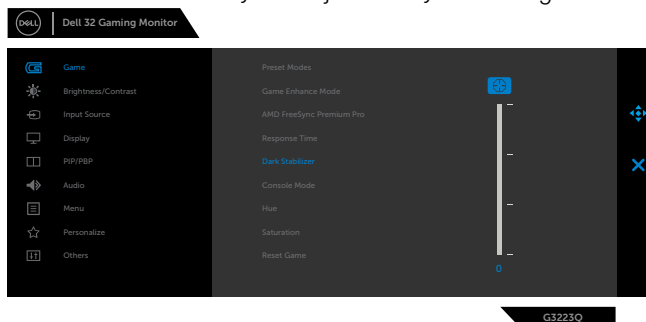 DELL
Dell 32 Gaming Monitor
Game
Brightness/Contrast
Input Source
Display
PIP/PBP
Audio
Menu
Personalize
Others
Preset Modes
Game Enhance Mode
AMD FreeSync Premium Pro
Response Time
Dark Stabilizer
Console Mode
Hue
Saturation
Reset Game
0
G3223Q